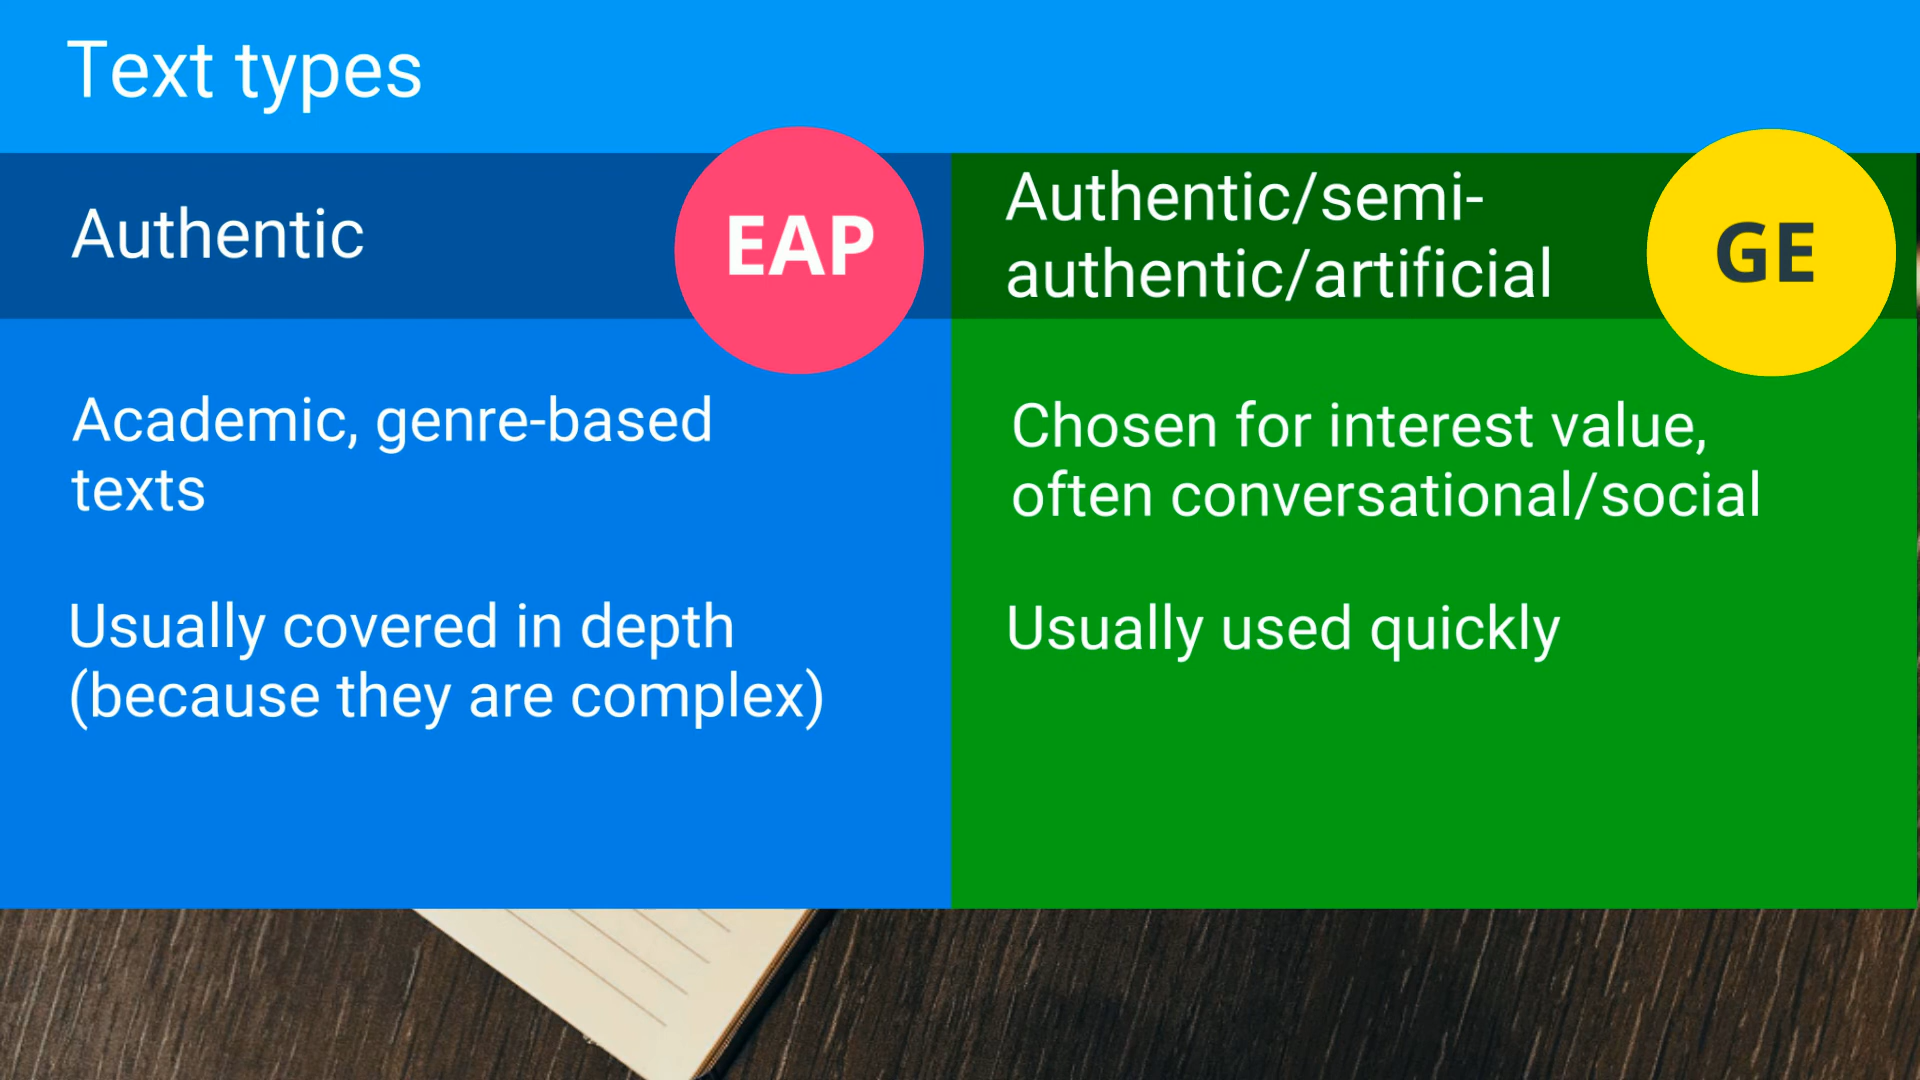 Text types
Authentic
EAP
Academic, genre-based
texts
Usually covered in depth
(because they are complex)
Authentic/semi-
authentic/artificial
GE
Chosen for interest value,
often conversational/social
Usually used quickly